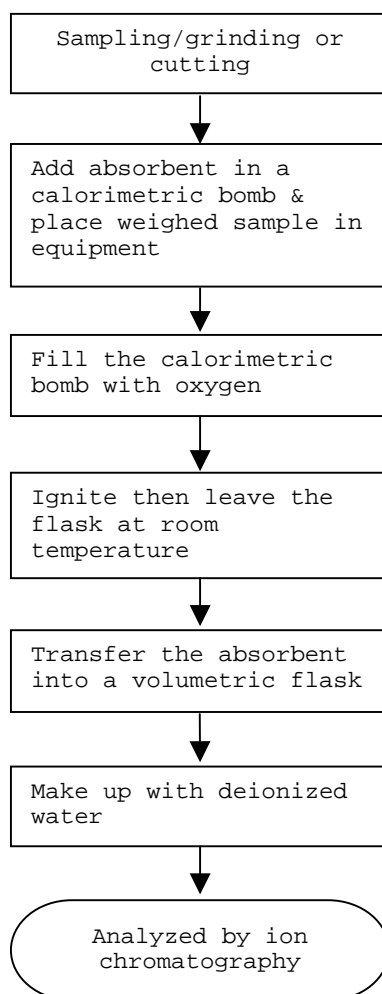 Sampling/grinding or
cutting
Add absorbent in a
calorimetric bomb &
place weighed sample in
equipment
Fill the calorimetric
bomb with oxygen
Ignite then leave the
flask at room
temperature
Transfer the absorbent
into a volumetric flask
Make up with deionized
water
Analyzed by ion
chromatography